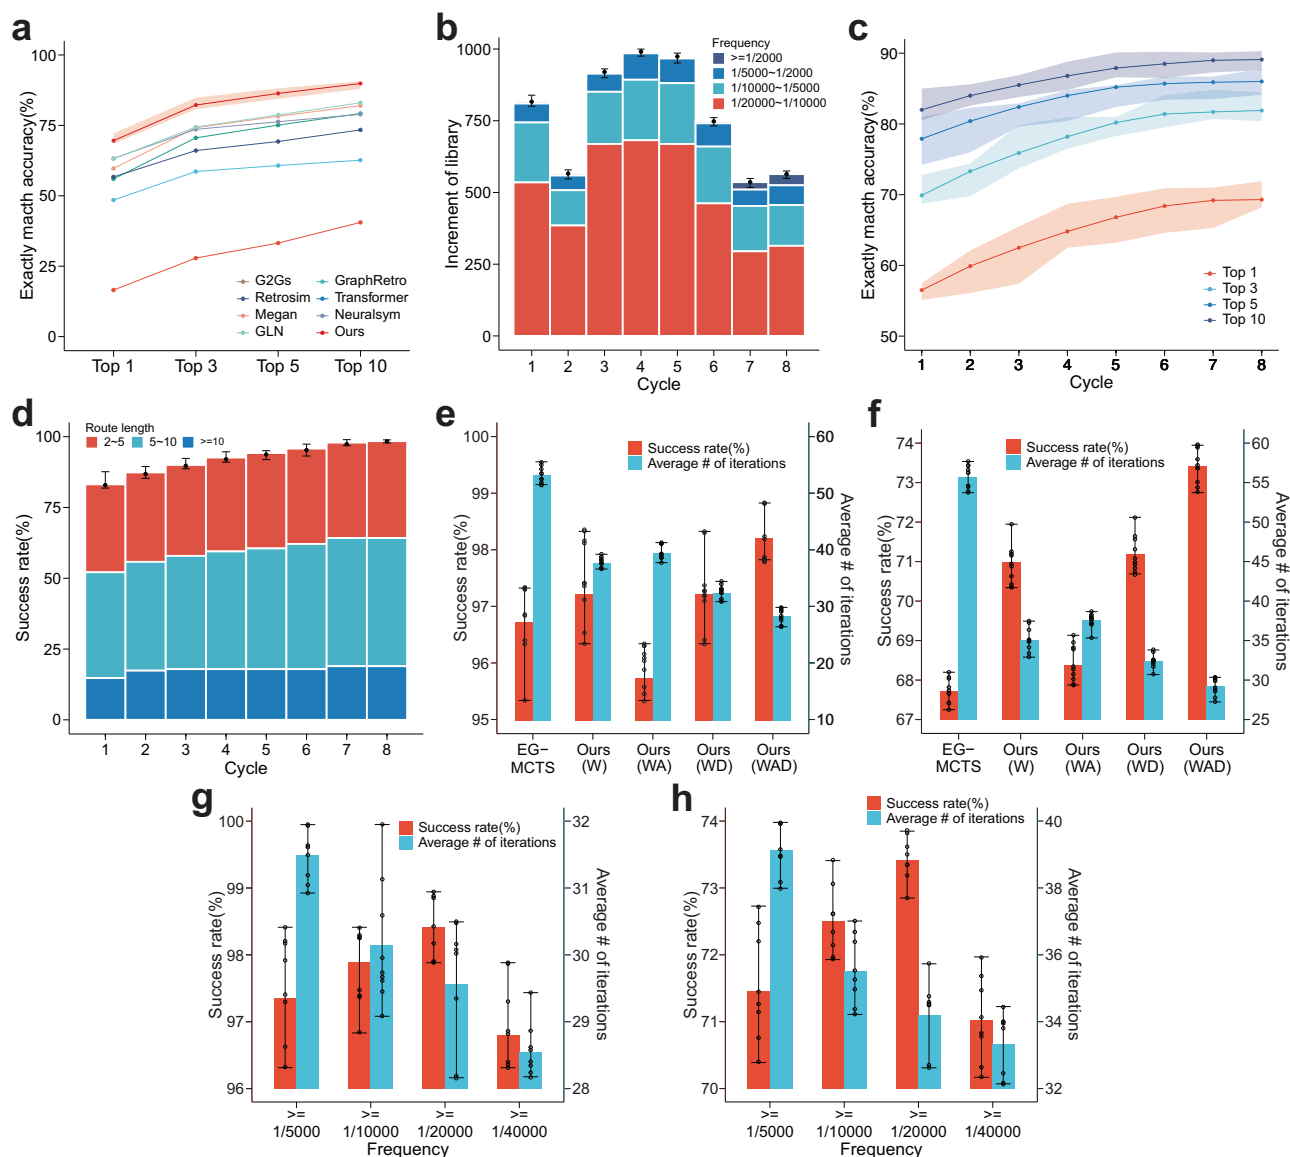 a
Exactly macth accuracy(%)
100
75
50
25
0
G2Gs
Retrosim
Megan
GLN
GraphRetro
Transformer
Neuralsym
Ours
Top 1
Top 3
Top 5
Top 10
b
Increment of library
1000
750
500
250
0
Frequency
>=1/2000
1/5000~1/2000
1/10000~1/5000
1/20000~1/10000
1 2 3 4 5 6 7 8
Cycle
c
Exactly macth accuracy(%)
90
80
70
60
50
Top 1
Top 3
Top 5
Top 10
1 2 3 4 5 6 7 8
Cycle
d
Success rate(%)
Route length
2~5
5~10
>=10
100
75
50
25
0
1 2 3 4 5 6 7 8
Cycle
e
Success rate(%)
100
99
98
97
96
95
Success rate(%)
Average # of iterations
60
50
40
30
20
10
Average # of iterations
EG−
MCTS
Ours
(W)
Ours
(WA)
Ours
(WD)
Ours
(WAD)
f
Success rate(%)
74
73
72
71
70
69
68
67
Success rate(%)
Average # of iterations
60
55
50
45
40
35
30
25
Average # of iterations
EG−
MCTS
Ours
(W)
Ours
(WA)
Ours
(WD)
Ours
(WAD)
g
Success rate(%)
100
99
98
97
96
Success rate(%)
Average # of iterations
32
31
30
29
28
Average # of iterations
>=
1/5000
>=
1/10000
>=
1/20000
>=
1/40000
Frequency
h
Success rate(%)
74
73
72
71
70
Success rate(%)
Average # of iterations
40
38
36
34
32
Average # of iterations
>=
1/5000
>=
1/10000
>=
1/20000
>=
1/40000
Frequency